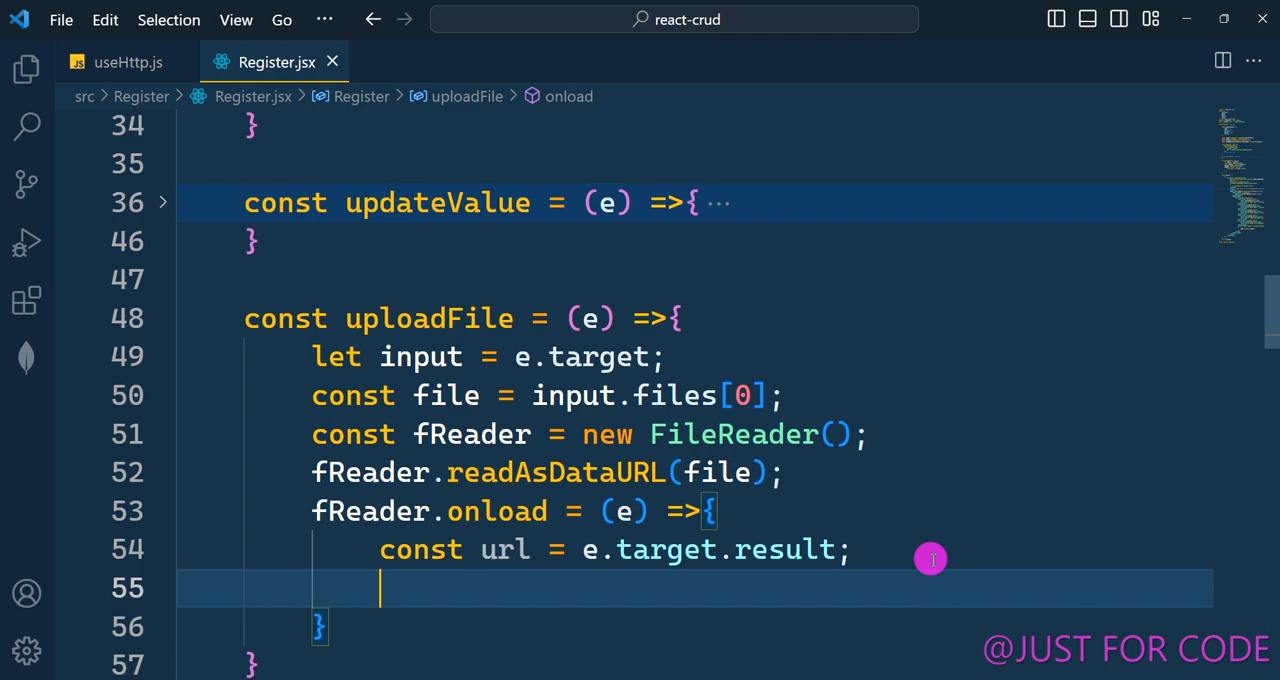 File Edit Selection View Go ··· react-crud
JS useHttp.js Register.jsx
src > Register > Register.jsx > Register > uploadFile > onload
34 }
35
36 const updateValue = (e) =>{ ···
46 }
47
48 const uploadFile = (e) =>{
49 let input = e.target;
50 const file = input.files[0];
51 const fReader = new FileReader();
52 fReader.readAsDataURL(file);
53 fReader.onload = (e) =>{
54 const url = e.target.result;
55
56 }
57 }
@JUST FOR CODE